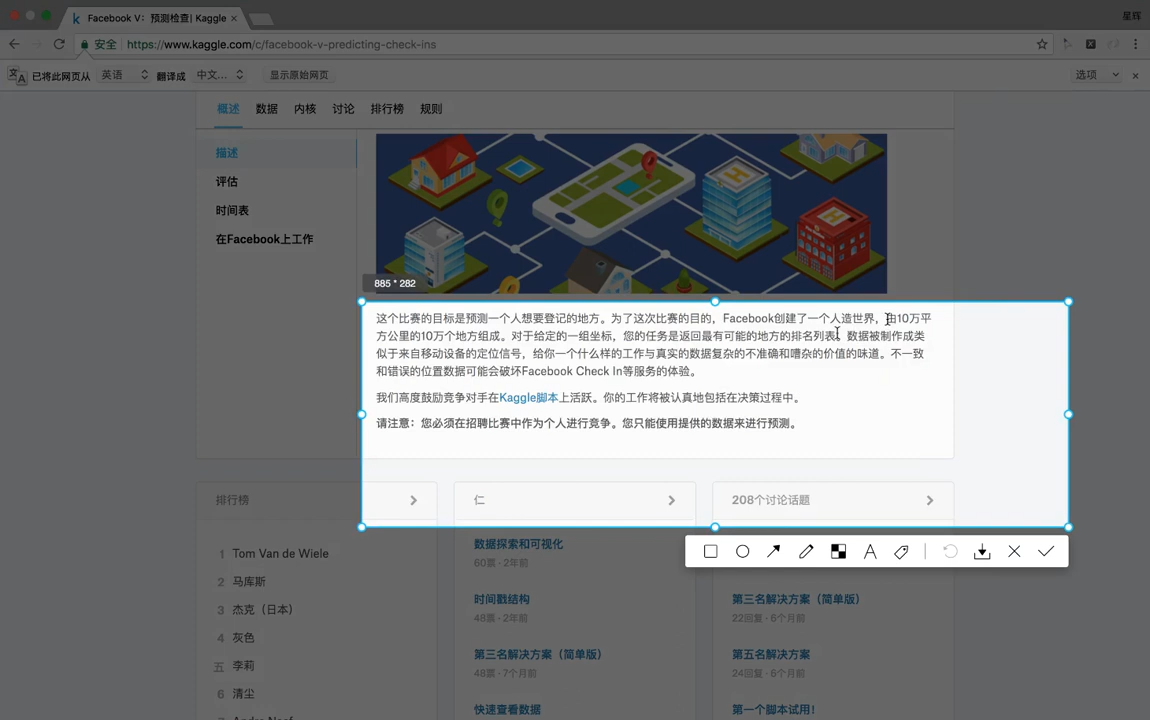 Facebook V：预测检查| Kaggle
星辉
安全 https://www.kaggle.com/c/facebook-v-predicting-check-ins
已将此网页从 英语 翻译成 中文... 显示原始网页 选项
概述 数据 内核 讨论 排行榜 规则
描述
评估
时间表
在Facebook上工作
885 * 282
这个比赛的目标是预测一个人想要登记的地方。为了这次比赛的目的，Facebook创建了一个人造世界，由10万平
方公里的10万个地方组成。对于给定的一组坐标，您的任务是返回最有可能的地方的排名列表。数据被制作成类
似于来自移动设备的定位信号，给你一个什么样的工作与真实的数据复杂的不准确和嘈杂的价值的味道。不一致
和错误的位置数据可能会破坏Facebook Check In等服务的体验。
我们高度鼓励竞争对手在Kaggle脚本上活跃。你的工作将被认真地包括在决策过程中。
请注意：您必须在招聘比赛中作为个人进行竞争。您只能使用提供的数据来进行预测。
排行榜
仁
208个讨论话题
1 Tom Van de Wiele
2 马库斯
3 杰克（日本）
4 灰色
五 李莉
6 清尘
数据探索和可视化
60票 · 2年前
时间戳结构
48票 · 2年前
第三名解决方案（简单版）
48票 · 7个月前
快速查看数据
第三名解决方案（简单版）
22回复 · 6个月前
第五名解决方案
24回复 · 6个月前
第一个脚本试用！